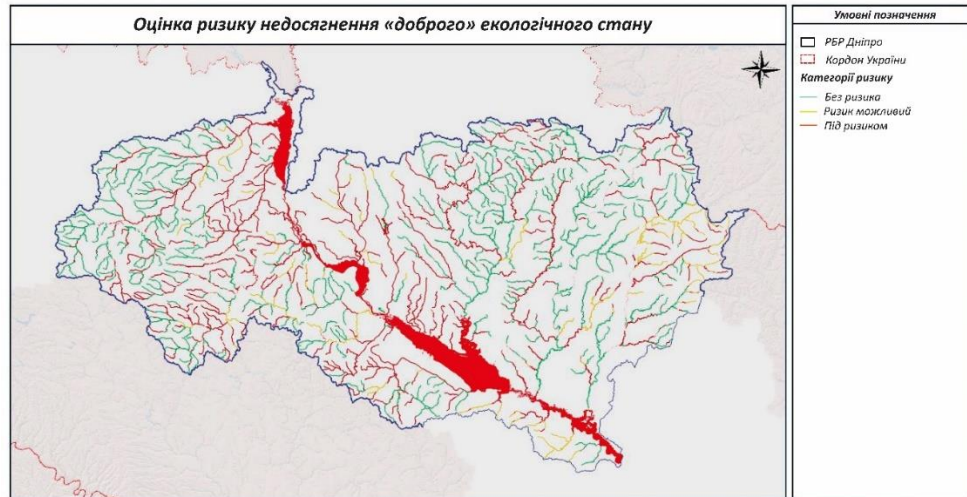 Оцінка ризику недосягнення «доброго» екологічного стану
Умовні позначення
РБР Дніпра
Кордон України
Категорії ризику
Без ризика
Ризик можливий
Під ризиком